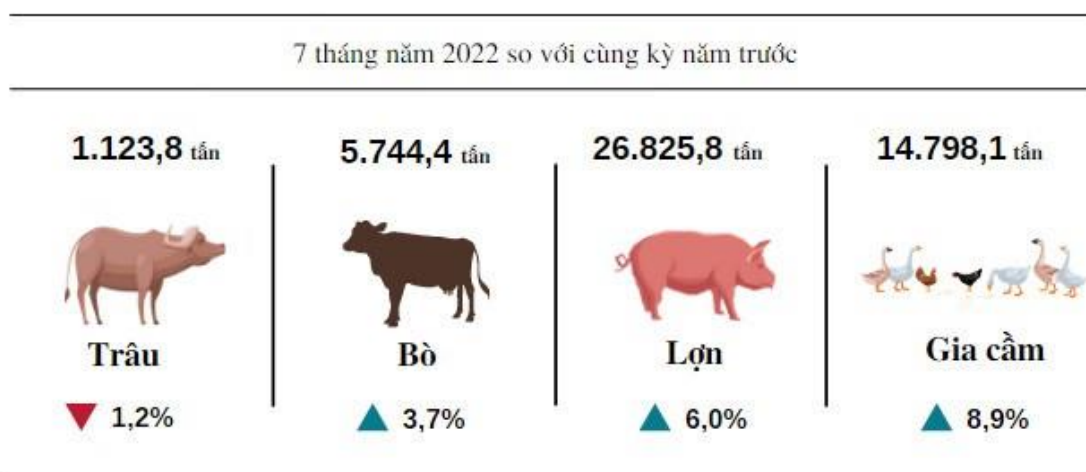 7 tháng năm 2022 so với cùng kỳ năm trước
1.123,8 tấn
5.744,4 tấn
26.825,8 tấn
14.798,1 tấn
Trâu
Bò
Lợn
Gia cầm
1,2%
3,7%
6,0%
8,9%